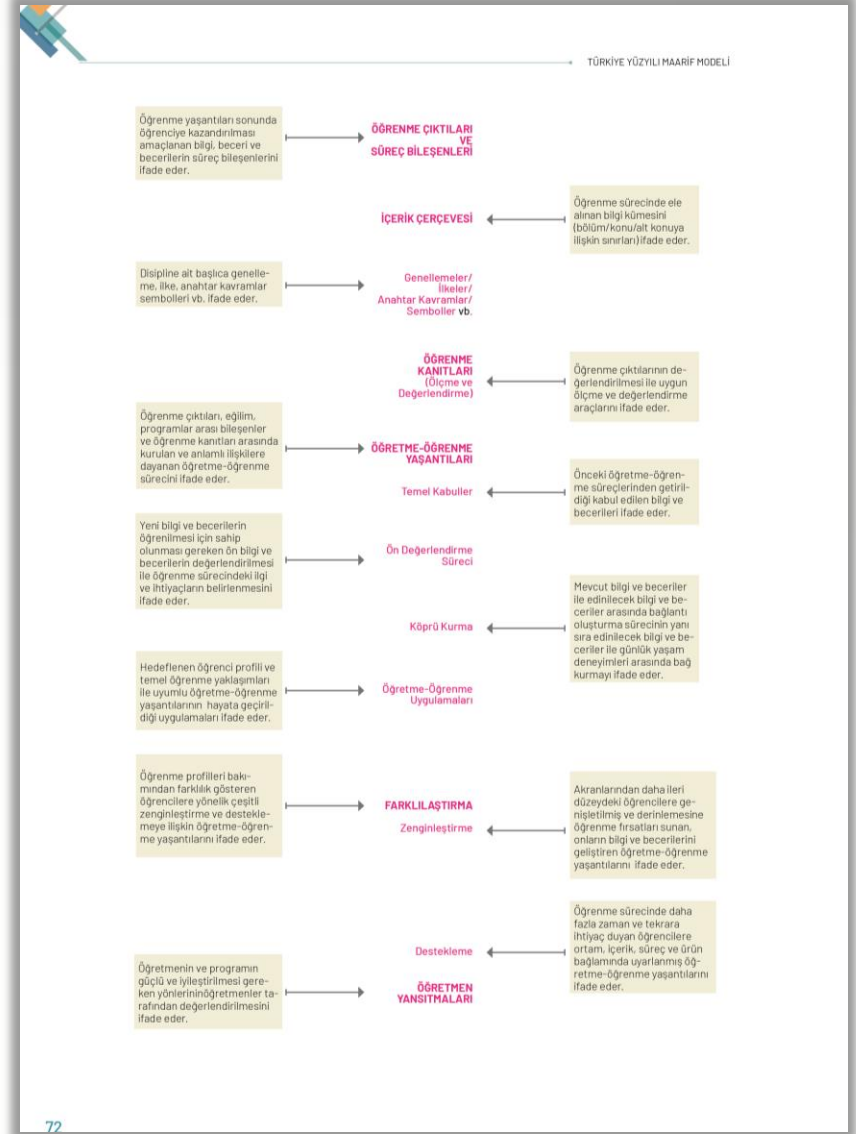 TÜRKİYE YÜZYILI MAARİF MODELİ
Öğrenme yaşantıları sonunda
öğrenciye kazandırılması
amaçlanan bilgi, beceri ve
becerilerin süreç bileşenlerini
ifade eder.
ÖĞRENME ÇIKTILARI
VE
SÜREÇ BİLEŞENLERİ
İÇERİK ÇERÇEVESİ
Öğrenme sürecinde ele
alınan bilgi kümesini
(bölüm/konu/alt konuya
ilişkin sınırları) ifade eder.
Disipline ait başlıca genelle-
me, ilke, anahtar kavramlar
sembolleri vb. ifade eder.
Genellemeler/
İlkeler/
Anahtar Kavramlar/
Semboller vb.
ÖĞRENME
KANITLARI
(Ölçme ve
Değerlendirme)
Öğrenme çıktılarının de-
ğerlendirilmesi ile uygun
ölçme ve değerlendirme
araçlarını ifade eder.
Öğrenme çıktıları, eğilim,
programlar arası bileşenler
ve öğrenme kanıtları arasında
kurulan ve anlamlı ilişkilere
dayanan öğretme-öğrenme
sürecini ifade eder.
ÖĞRETME-ÖĞRENME
YAŞANTILARI
Temel Kabuller
Önceki öğretme-öğren-
me süreçlerinden getiril-
diği kabul edilen bilgi ve
becerileri ifade eder.
Yeni bilgi ve becerilerin
öğrenilmesi için sahip
olunması gereken ön bilgi ve
becerilerin değerlendirilmesi
ile öğrenme sürecindeki ilgi
ve ihtiyaçların belirlenmesini
ifade eder.
Ön Değerlendirme
Süreci
Köprü Kurma
Mevcut bilgi ve beceriler
ile edinilecek bilgi ve be-
ceriler arasında bağlantı
oluşturma sürecinin yanı
sıra edinilecek bilgi ve be-
ceriler ile günlük yaşam
deneyimleri arasında bağ
kurmayı ifade eder.
Hedeflenen öğrenci profili ve
temel öğrenme yaklaşımları
ile uyumlu öğretme-öğrenme
yaşantılarının hayata geçiril-
diği uygulamaları ifade eder.
Öğretme-Öğrenme
Uygulamaları
Öğrenme profilleri bakı-
mından farklılık gösteren
öğrencilere yönelik çeşitli
zenginleştirme ve destekle-
meye ilişkin öğretme-öğren-
me yaşantılarını ifade eder.
FARKLILAŞTIRMA
Zenginleştirme
Akranlarından daha ileri
düzeydeki öğrencilere ge-
nişletilmiş ve derinlemesine
öğrenme fırsatları sunan,
onların bilgi ve becerilerini
geliştiren öğretme-öğrenme
yaşantılarını ifade eder.
Destekleme
Öğrenme sürecinde daha
fazla zaman ve tekrara
ihtiyaç duyan öğrencilere
ortam, içerik, süreç ve ürün
bağlamında uyarlanmış öğ-
retme-öğrenme yaşantılarını
ifade eder.
Öğretmenin ve programın
güçlü ve iyileştirilmesi gere-
ken yönlerininöğretmenler ta-
rafından değerlendirilmesini
ifade eder.
ÖĞRETMEN
YANSITMALARI
72